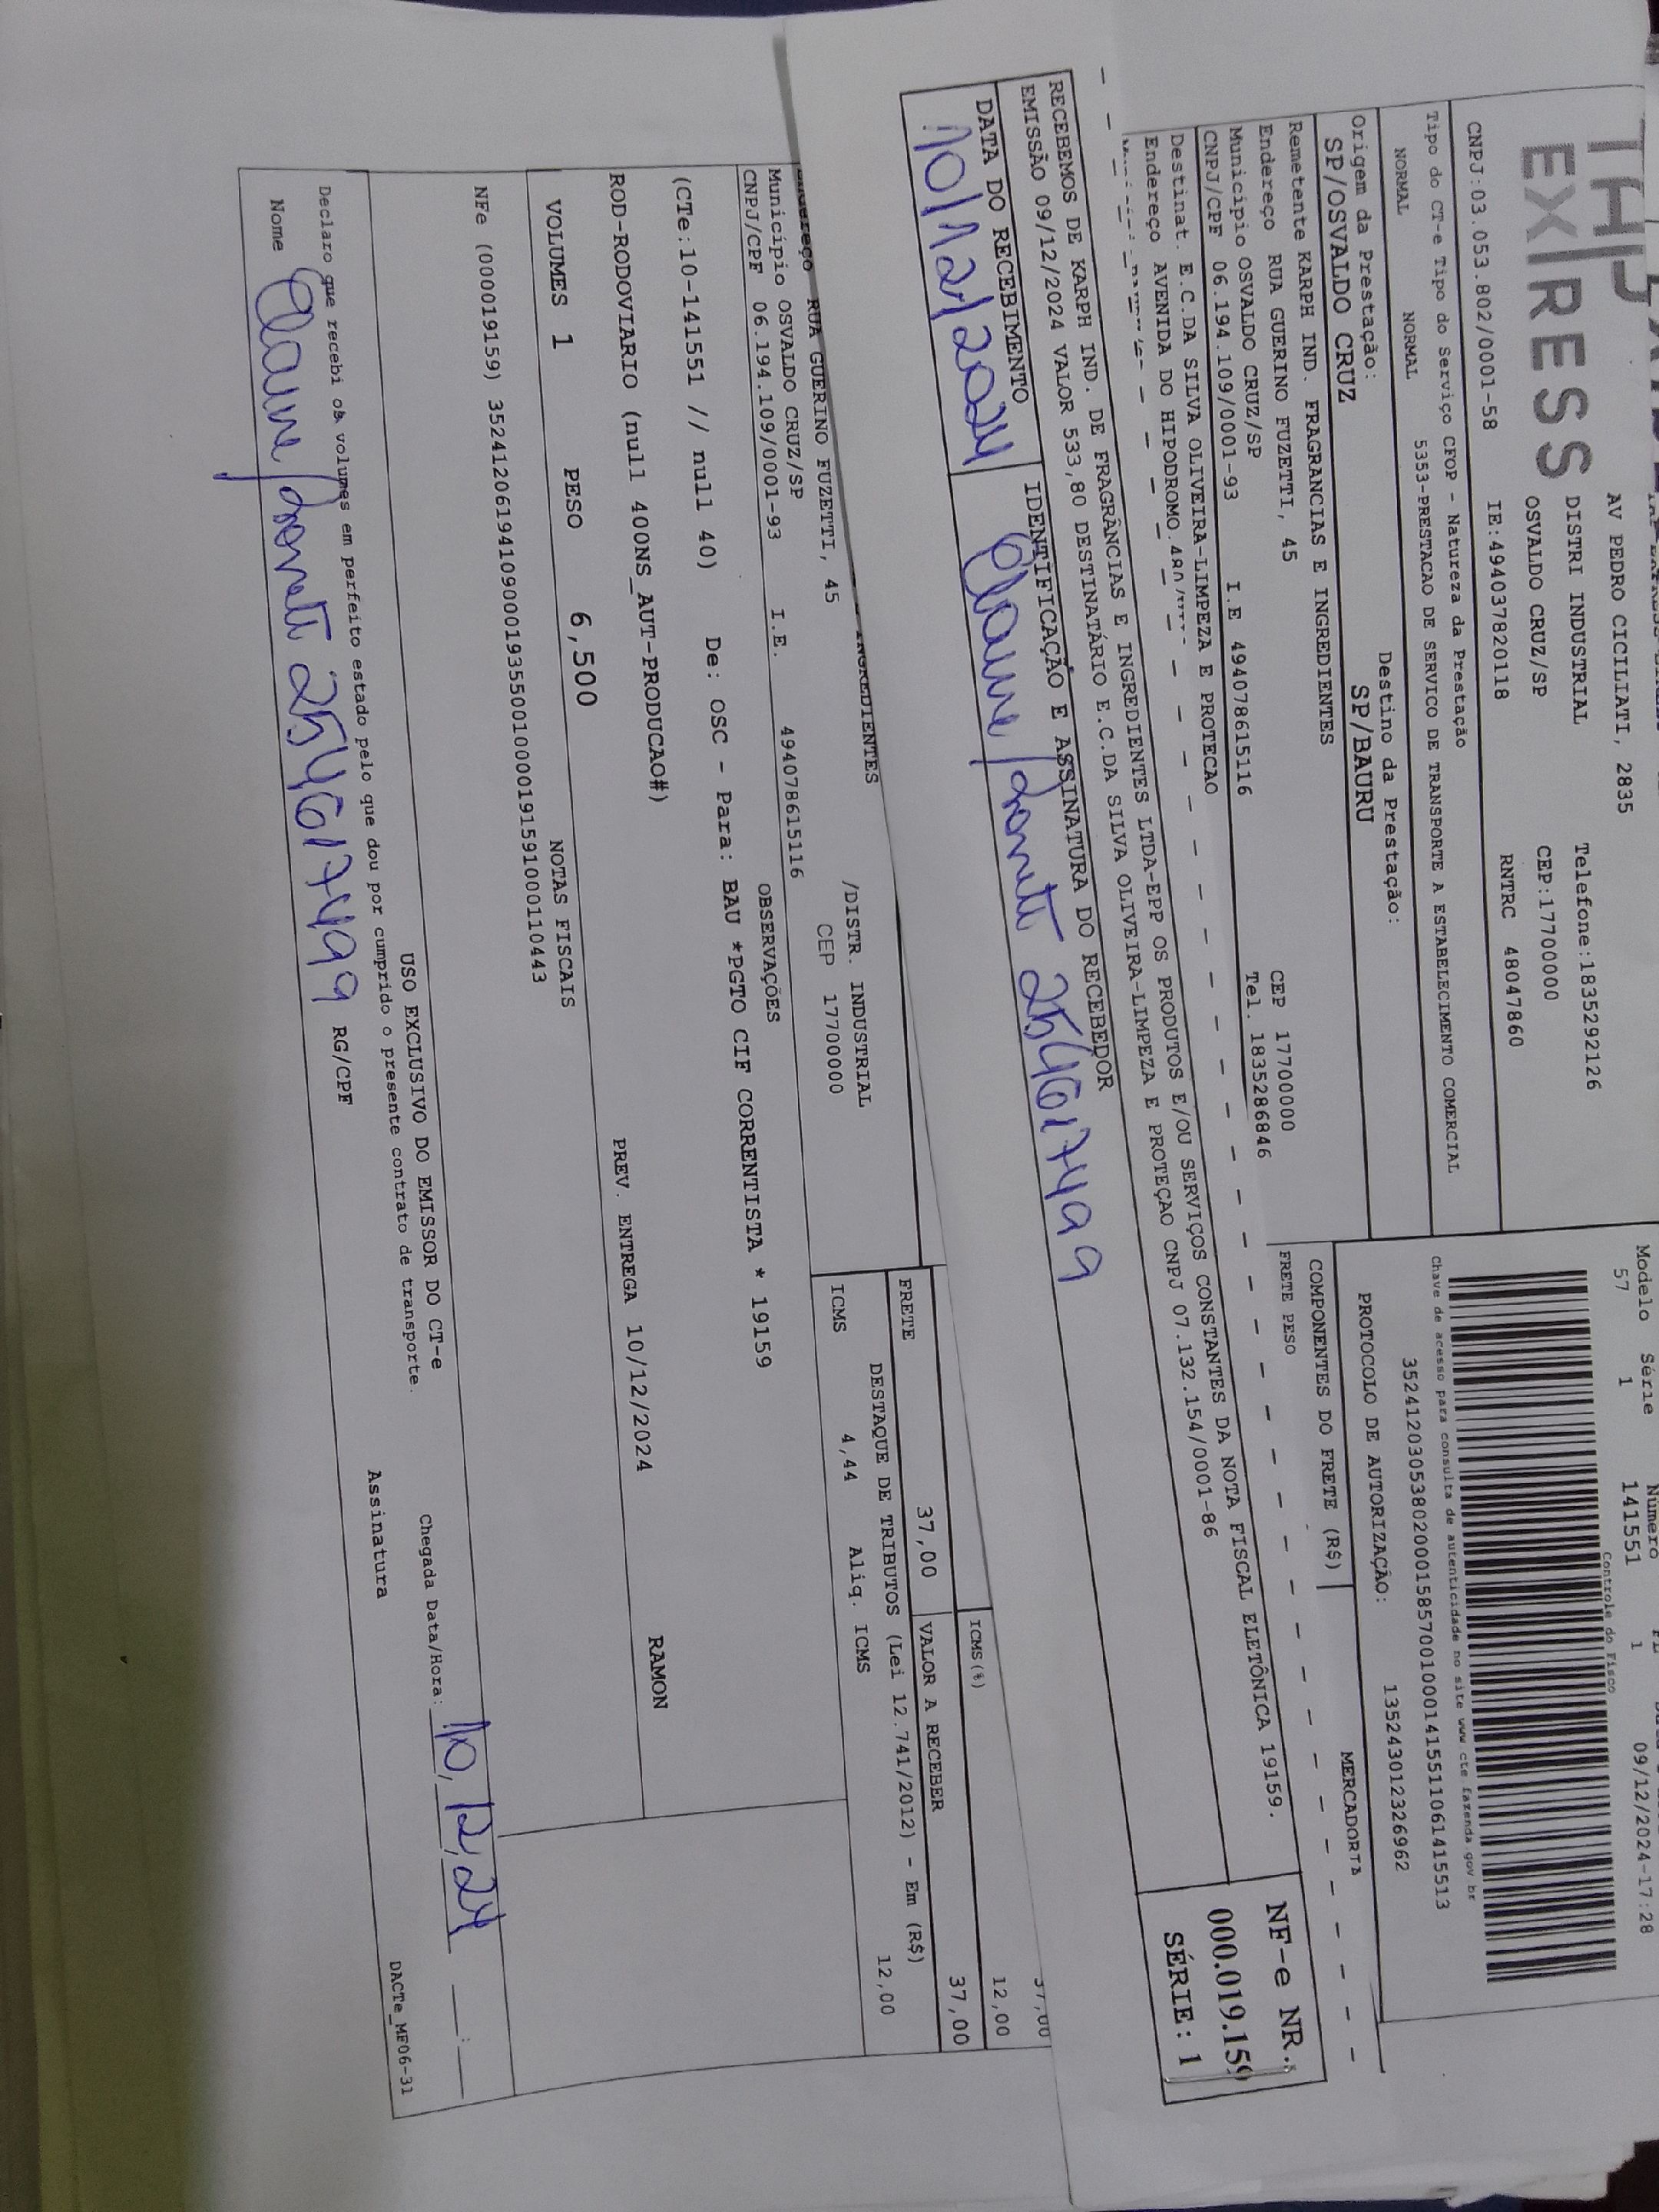 THJ
EXPRESS
AV PEDRO CICILIATI, 2835
DISTRI INDUSTRIAL Telefone:1835292126
OSVALDO CRUZ/SP CEP:17700000
CNPJ:03.053.802/0001-58 IE:494037820118 RNTRC 48047860
Modelo Série Número
57 1 141551 1 09/12/2024-17:28
Controle do Fisco
Chave de acesso para consulta de autenticidade no site www cte fazenda gov br
35241203053802000158570010001415511061415513
PROTOCOLO DE AUTORIZAÇÃO: 135243012326962
Tipo do CT-e Tipo do Serviço CFOP - Natureza da Prestação
NORMAL NORMAL 5353-PRESTACAO DE SERVICO DE TRANSPORTE A ESTABELECIMENTO COMERCIAL
Origem da Prestação: Destino da Prestação:
SP/OSVALDO CRUZ SP/BAURU
COMPONENTES DO FRETE (R$) MERCADORIA
FRETE PESO
Remetente KARPH IND. FRAGRANCIAS E INGREDIENTES
Endereço RUA GUERINO FUZETTI, 45 CEP 17700000
Municipio OSVALDO CRUZ/SP Tel. 1835286846
CNPJ/CPF 06.194.109/0001-93 I.E 494078615116
Destinat. E.C.DA SILVA OLIVEIRA-LIMPEZA E PROTECAO
Endereço AVENIDA DO HIPODROMO, 480
RECEBEMOS DE KARPH IND. DE FRAGRÂNCIAS E INGREDIENTES LTDA-EPP OS PRODUTOS E/OU SERVIÇOS CONSTANTES DA NOTA FISCAL ELETÔNICA 19159.
EMISSÃO 09/12/2024 VALOR 533,80 DESTINATÁRIO E.C.DA SILVA OLIVEIRA-LIMPEZA E PROTEÇAO CNPJ 07.132.154/0001-86
NF-e NR.
000.019.159
SÉRIE: 1
DATA DO RECEBIMENTO IDENTIFICAÇÃO E ASSINATURA DO RECEBEDOR
10/12/2024 254617499
37,00
ICMS(%) 12,00
FRETE 37,00 VALOR A RECEBER 37,00
DESTAQUE DE TRIBUTOS (Lei 12.741/2012) - Em (R$)
ICMS 4,44 Aliq. ICMS 12,00
INGREDIENTES
Endereço RUA GUERINO FUZETTI, 45 /DISTR. INDUSTRIAL
Municipio OSVALDO CRUZ/SP CEP 17700000
CNPJ/CPF 06.194.109/0001-93 I.E. 494078615116
OBSERVAÇÕES
(CTe:10-141551 // null 40) De: OSC - Para: BAU *PGTO CIF CORRENTISTA * 19159
ROD-RODOVIARIO (null 400NS_AUT-PRODUCAO#)
PREV. ENTREGA 10/12/2024 RAMON
VOLUMES 1 PESO 6,500 NOTAS FISCAIS
NFe (000019159) 35241206194109000193550010000191591000110443
USO EXCLUSIVO DO EMISSOR DO CT-e
Declaro que recebi os volumes em perfeito estado pelo que dou por cumprido o presente contrato de transporte.
Chegada Data/Hora: 10, 12, 24 :
Nome 254617499 RG/CPF Assinatura
DACTe_MF06-31